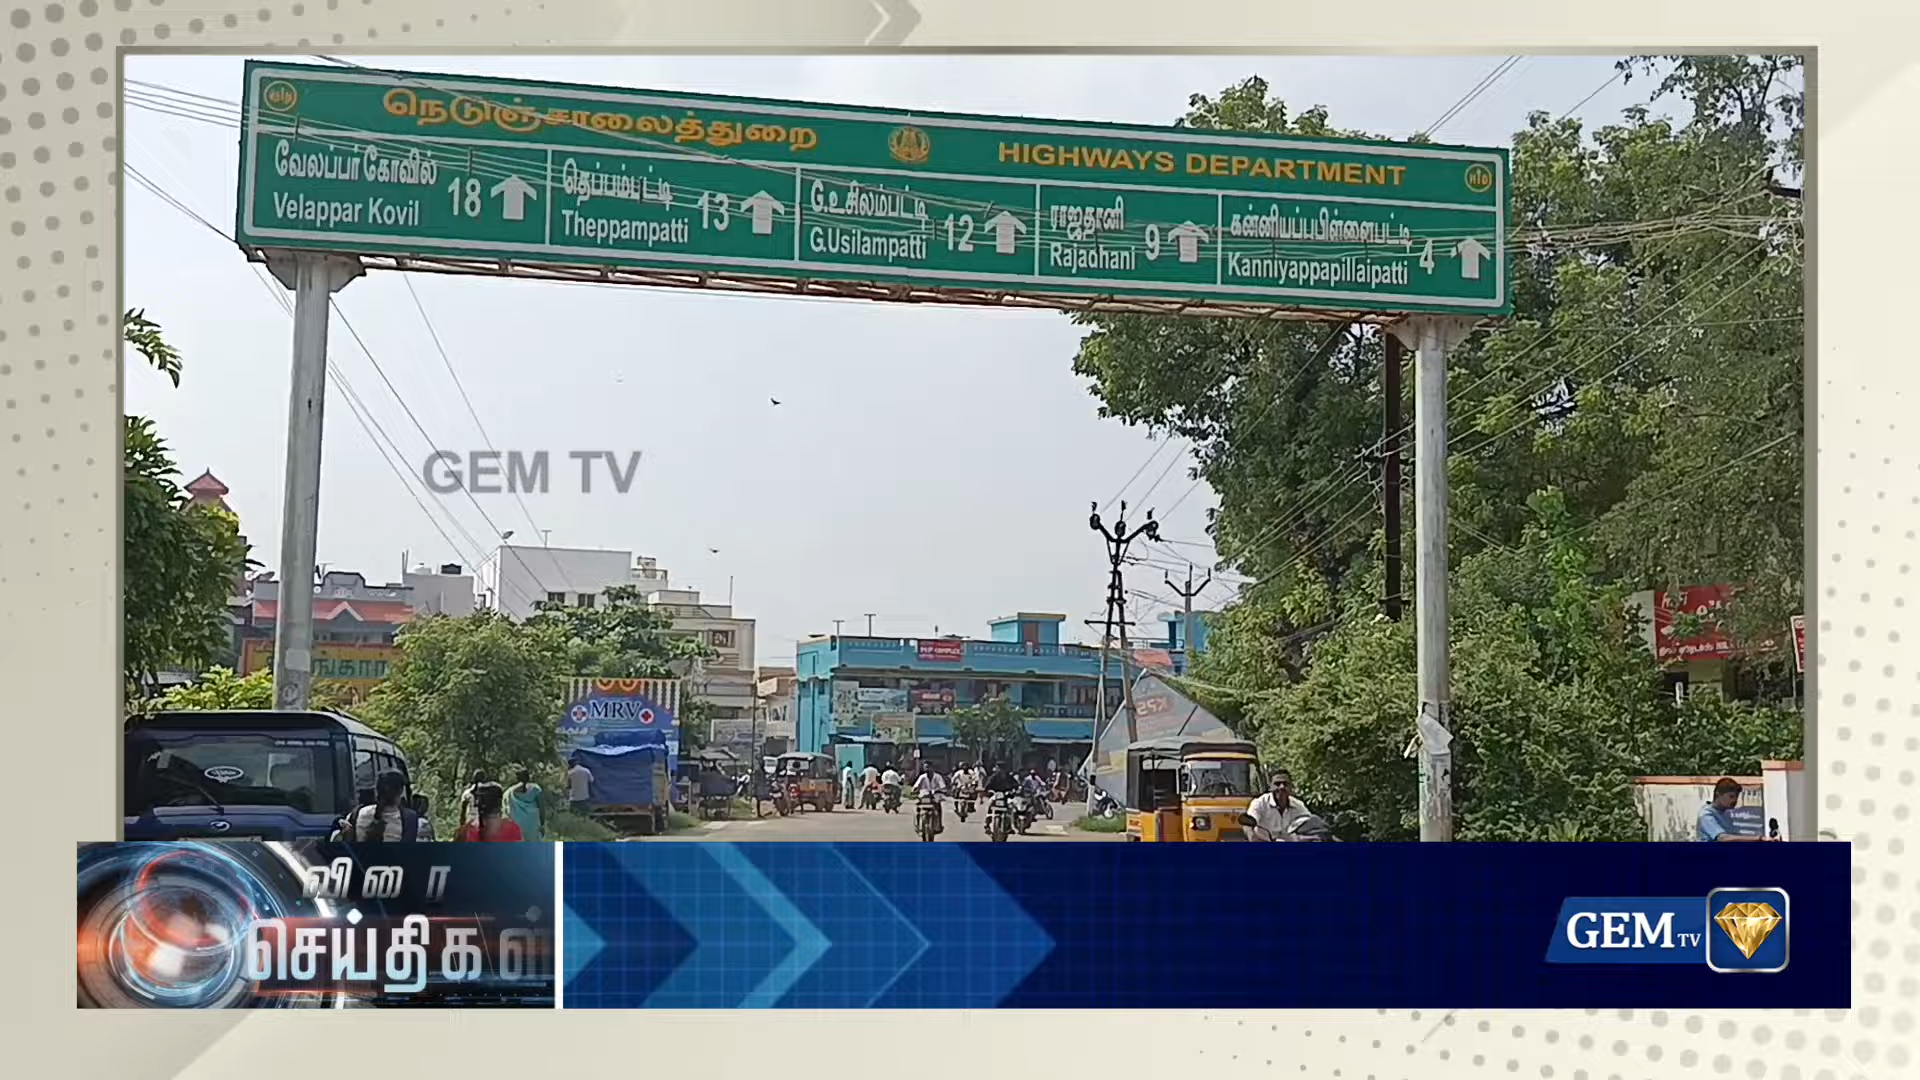 நெடுஞ்சாலைத்துறை
HIGHWAYS DEPARTMENT
வேலப்பர் கோவில்
Velappar Kovil
18
தெப்பம்பட்டி
Theppampatti
13
G.உசிலம்பட்டி
G.Usilampatti
12
ராஜதானி
Rajadhani
9
கன்னியப்பபிள்ளைபட்டி
Kanniyappapillaipatti
4
GEM TV
MRV
விரை
செய்திகள்
GEM TV